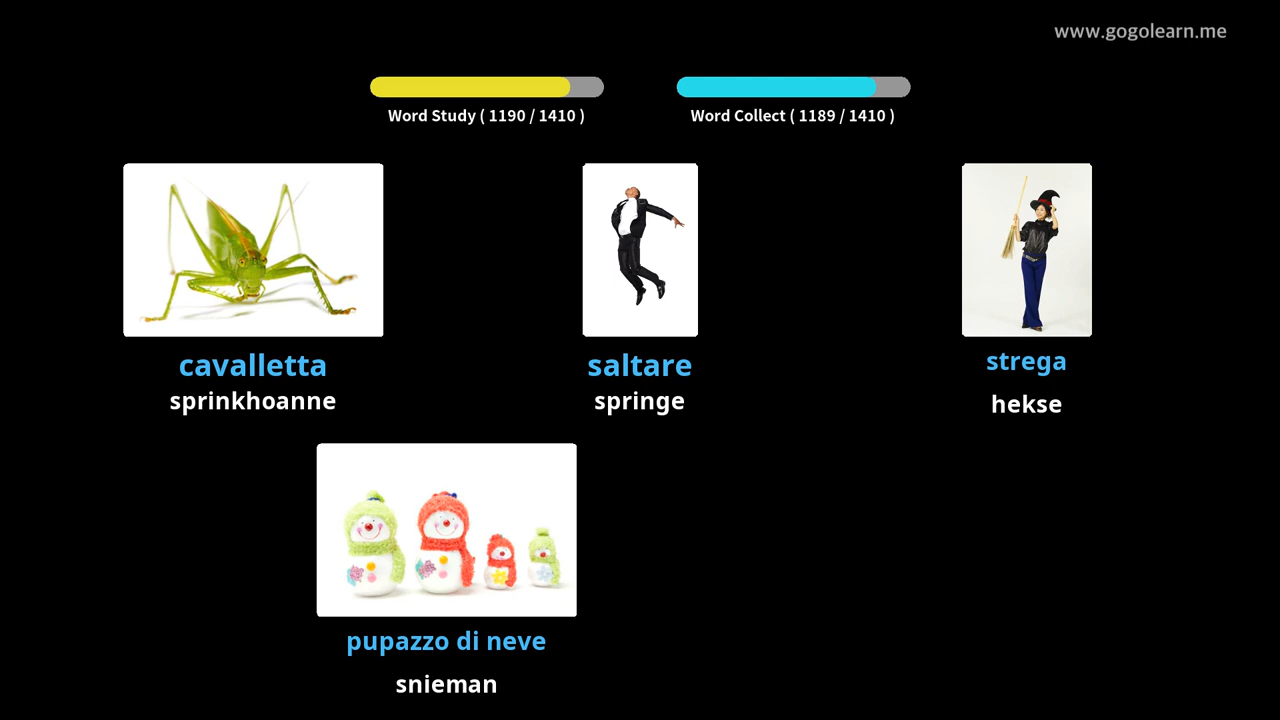 www.gogolearn.me
Word Study ( 1190 / 1410 )
Word Collect ( 1189 / 1410 )
cavalletta
sprinkhoanne
saltare
springe
strega
hekse
pupazzo di neve
snieman